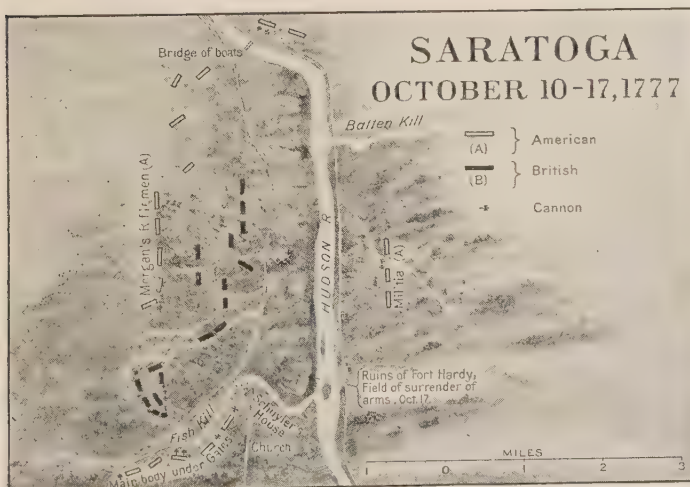 SARATOGA
OCTOBER 10-17, 1777
Bridge of boats
Batten Kill
(A) American
(B) British
Cannon
Morgan's Riflemen (A)
HUDSON R
Militia (A)
Ruins of Fort Hardy,
Field of surrender of
arms, Oct. 17.
Schuyler
House
Fish Kill
Church
Main body under Gates
MILES
1 0 1 2 3